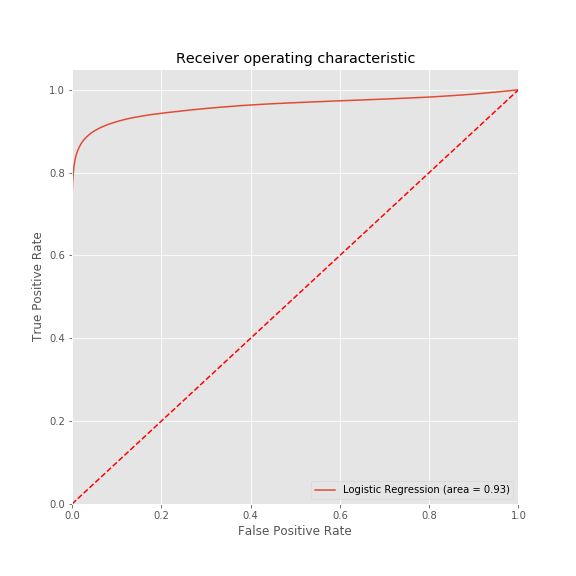 Receiver operating characteristic
True Positive Rate
1.0
0.8
0.6
0.4
0.2
0.0
Logistic Regression (area = 0.93)
0.0 0.2 0.4 0.6 0.8 1.0
False Positive Rate